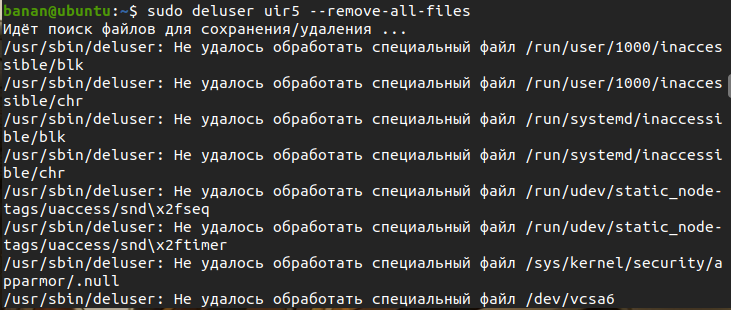 banan@ubuntu:~$ sudo deluser uir5 --remove-all-files
Идёт поиск файлов для сохранения/удаления ...
/usr/sbin/deluser: Не удалось обработать специальный файл /run/user/1000/inacces
sible/blk
/usr/sbin/deluser: Не удалось обработать специальный файл /run/user/1000/inacces
sible/chr
/usr/sbin/deluser: Не удалось обработать специальный файл /run/systemd/inaccessi
ble/blk
/usr/sbin/deluser: Не удалось обработать специальный файл /run/systemd/inaccessi
ble/chr
/usr/sbin/deluser: Не удалось обработать специальный файл /run/udev/static_node-
tags/uaccess/snd\x2fseq
/usr/sbin/deluser: Не удалось обработать специальный файл /run/udev/static_node-
tags/uaccess/snd\x2ftimer
/usr/sbin/deluser: Не удалось обработать специальный файл /sys/kernel/security/a
pparmor/.null
/usr/sbin/deluser: Не удалось обработать специальный файл /dev/vcsa6